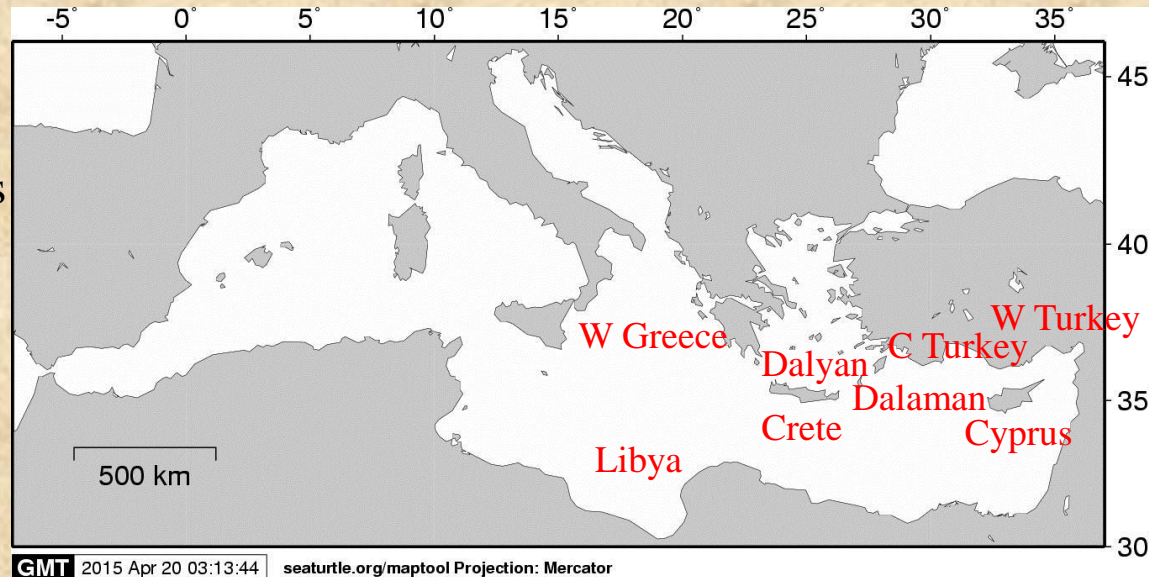 -5° 0° 5° 10° 15° 20° 25° 30° 35°
45
s
40
W Turkey
W Greece
C Turkey
Dalyan
Dalaman
35
Crete
Cyprus
Libya
500 km
30
GMT 2015 Apr 20 03:13:44 seaturtle.org/maptool Projection: Mercator